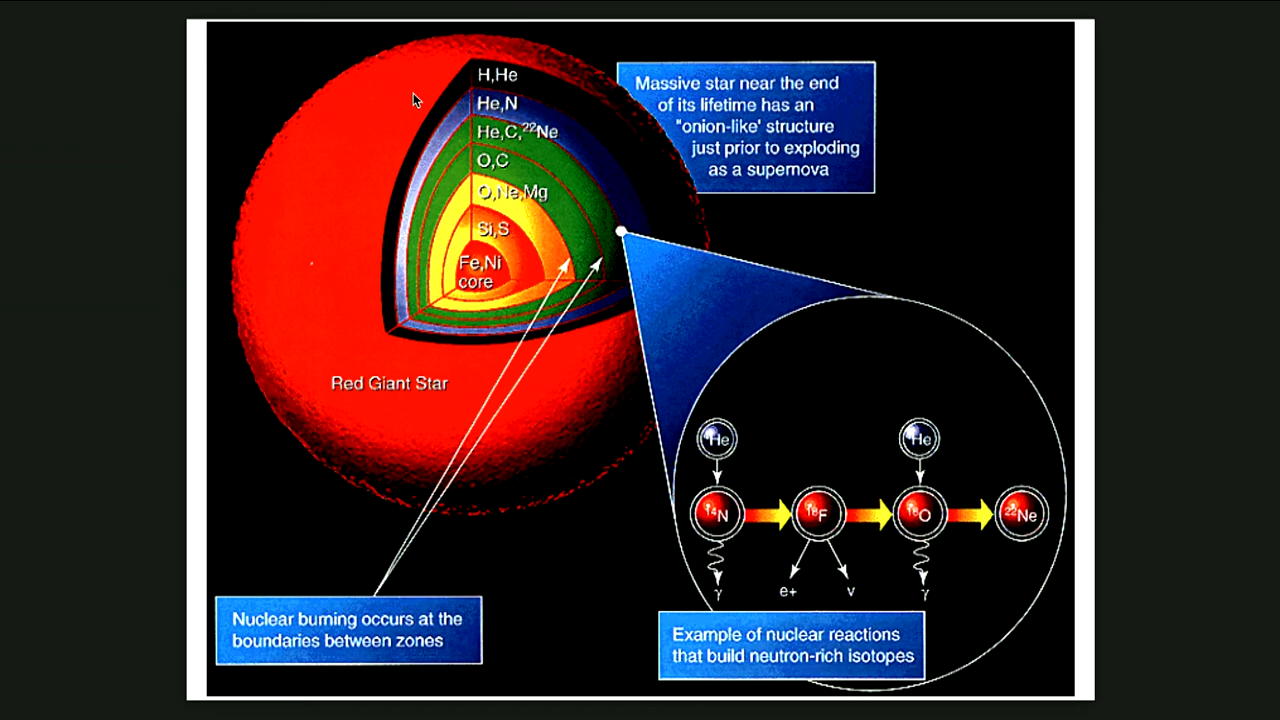 H,He
He,N
He,C,²²Ne
O,C
O,Ne,Mg
Si,S
Fe,Ni
core
Red Giant Star
Massive star near the end
of its lifetime has an
"onion-like' structure
just prior to exploding
as a supernova
He
He
¹⁴N
¹⁸F
¹⁸O
²²Ne
γ
e+
ν
γ
Nuclear burning occurs at the
boundaries between zones
Example of nuclear reactions
that build neutron-rich isotopes